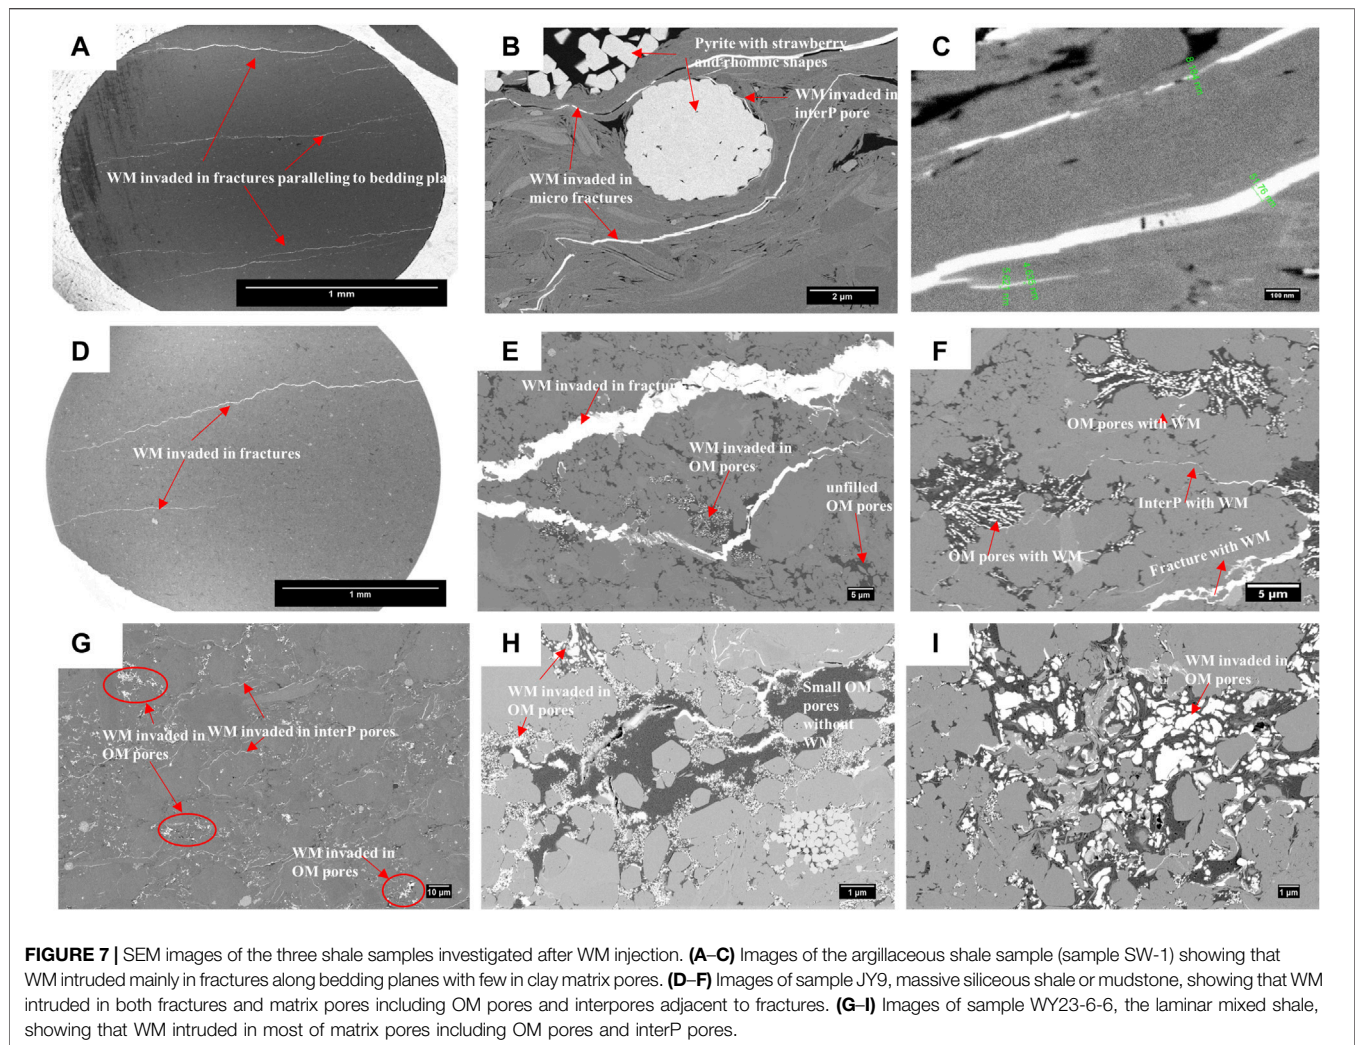 A
WM invaded in fractures paralleling to bedding plan
1 mm
B
Pyrite with strawberry
and rhombic shapes
WM invaded in
interP pore
WM invaded in
micro fractures
2 µm
C
100 nm
D
WM invaded in fractures
1 mm
E
WM invaded in fractur
WM invaded in
OM pores
unfilled
OM pores
5 µm
F
OM pores with WM
InterP with WM
OM pores with WM
Fracture with WM
5 µm
G
WM invaded in
OM pores
WM invaded in interP pores
WM invaded in
OM pores
10 µm
H
WM invaded in
OM pores
Small OM
pores
without
WM
1 µm
I
WM invaded in
OM pores
1 µm
FIGURE 7 | SEM images of the three shale samples investigated after WM injection. (A–C) Images of the argillaceous shale sample (sample SW-1) showing that
WM intruded mainly in fractures along bedding planes with few in clay matrix pores. (D–F) Images of sample JY9, massive siliceous shale or mudstone, showing that WM
intruded in both fractures and matrix pores including OM pores and interpores adjacent to fractures. (G–I) Images of sample WY23-6-6, the laminar mixed shale,
showing that WM intruded in most of matrix pores including OM pores and interP pores.